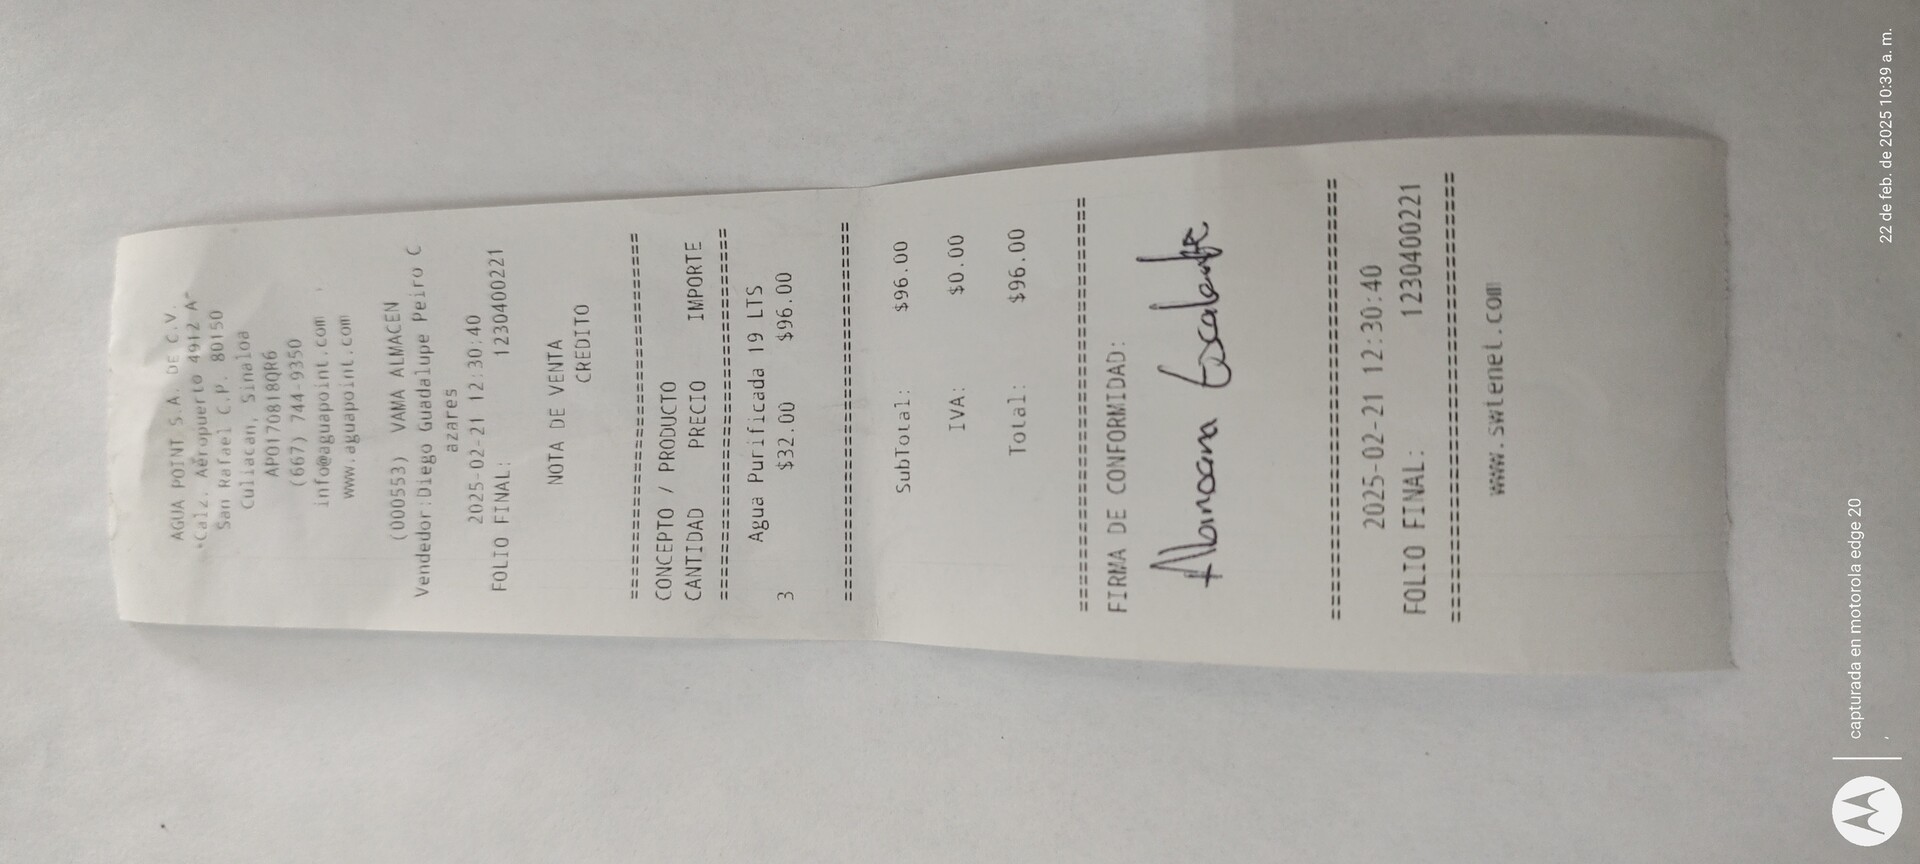 AGUA POINT S.A. DE C.V.
*Calz. Aeropuerto 4912 A-
San Rafael C.P. 80150
Culiacan, Sinaloa
APO170818QR6
(667) 744-9350
info@aguapoint.com
www.aguapoint.com
(000553) VAMA ALMACEN
Vendedor:Diego Guadalupe Peiro C
azares
2025-02-21 12:30:40
FOLIO FINAL: 1230400221
NOTA DE VENTA
CREDITO
================================
CONCEPTO / PRODUCTO
CANTIDAD PRECIO IMPORTE
================================
Agua Purificada 19 LTS
3 $32.00 $96.00
================================
SubTotal: $96.00
IVA: $0.00
Total: $96.00
================================
FIRMA DE CONFORMIDAD:
Escalante
================================
2025-02-21 12:30:40
FOLIO FINAL: 1230400221
================================
www.swtenel.com
capturada en motorola edge 20
22 de feb. de 2025 10:39 a. m.